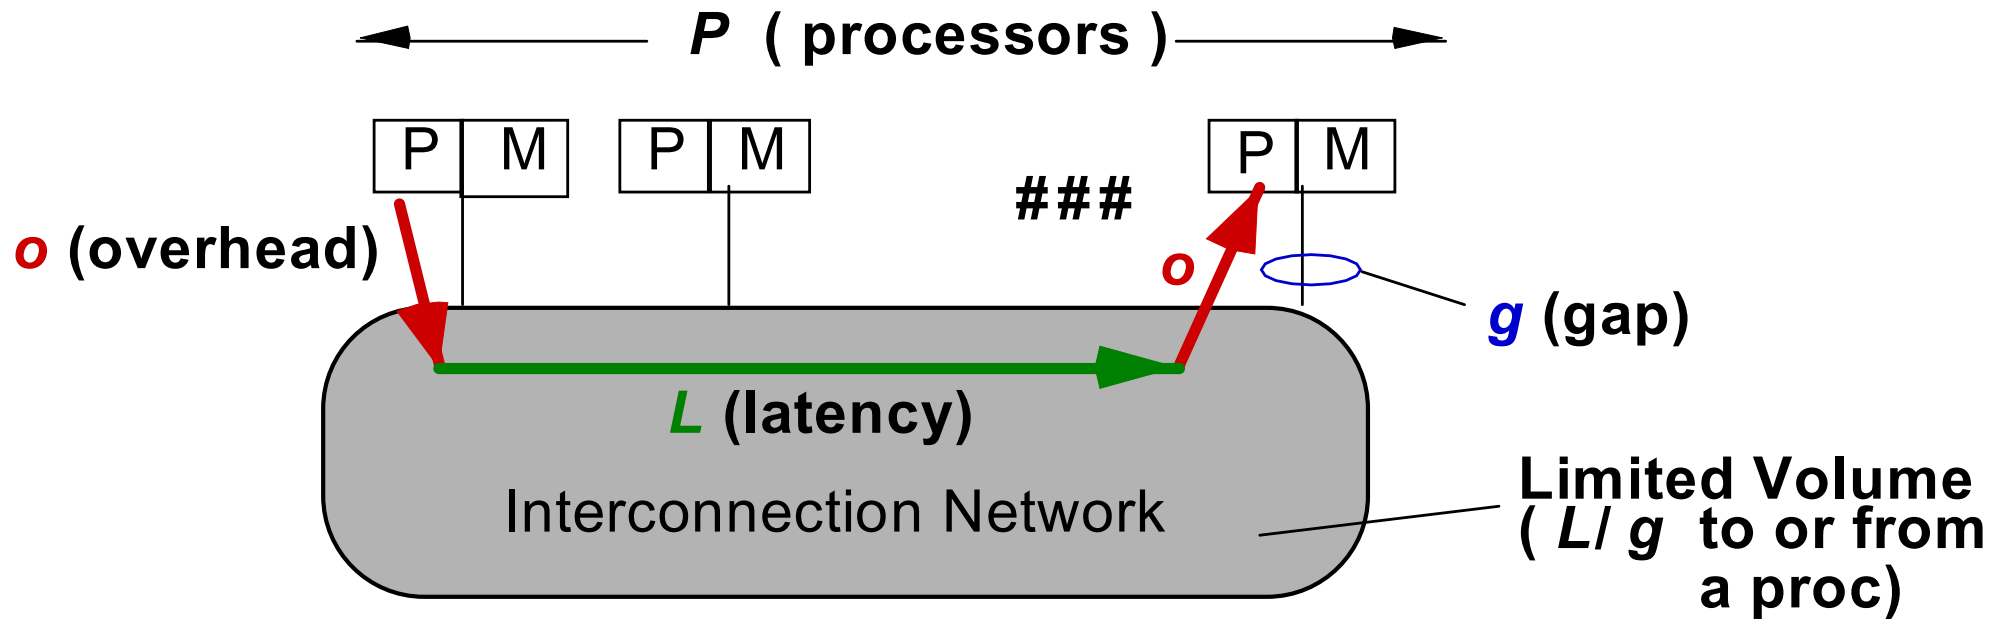 P ( processors )
P M P M P M
###
o (overhead)
o
g (gap)
L (latency)
Interconnection Network
Limited Volume
( L/ g to or from
a proc)